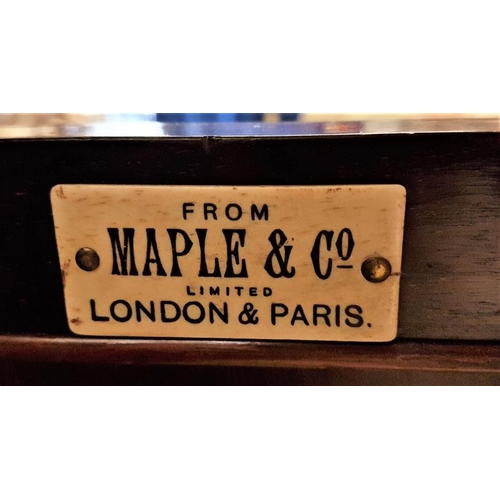 FROM
MAPLE & Cº
LIMITED
LONDON & PARIS.